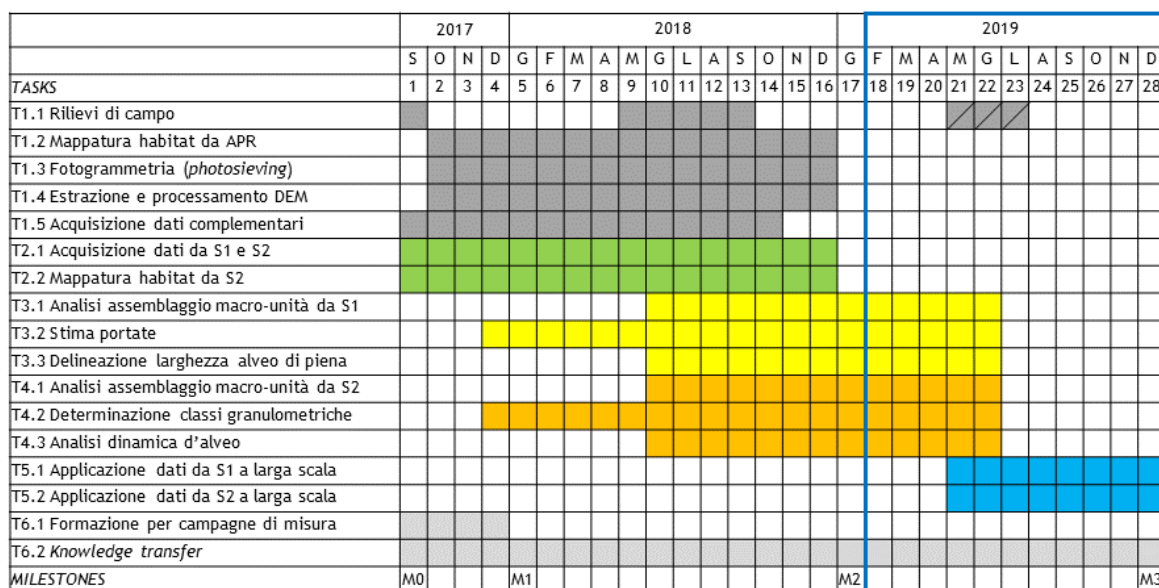 2017 2018 2019
S O N D G F M A M G L A S O N D G F M A M G L A S O N D
TASKS 1 2 3 4 5 6 7 8 9 10 11 12 13 14 15 16 17 18 19 20 21 22 23 24 25 26 27 28
T1.1 Rilievi di campo
T1.2 Mappatura habitat da APR
T1.3 Fotogrammetria (photosieving)
T1.4 Estrazione e processamento DEM
T1.5 Acquisizione dati complementari
T2.1 Acquisizione dati da S1 e S2
T2.2 Mappatura habitat da S2
T3.1 Analisi assemblaggio macro-unità da S1
T3.2 Stima portate
T3.3 Delineazione larghezza alveo di piena
T4.1 Analisi assemblaggio macro-unità da S2
T4.2 Determinazione classi granulometriche
T4.3 Analisi dinamica d'alveo
T5.1 Applicazione dati da S1 a larga scala
T5.2 Applicazione dati da S2 a larga scala
T6.1 Formazione per campagne di misura
T6.2 Knowledge transfer
MILESTONES M0 M1 M2 M3